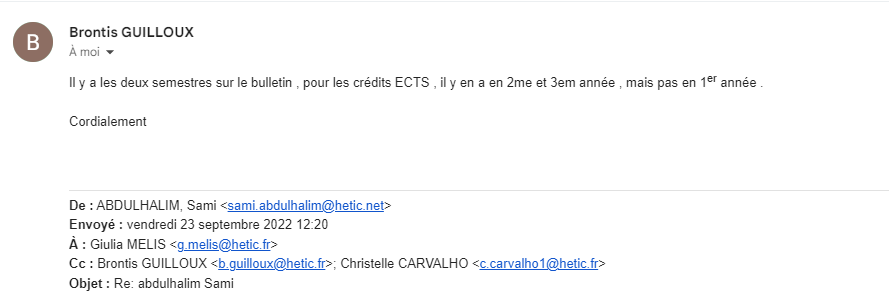 B
Brontis GUILLOUX
À moi
Il y a les deux semestres sur le bulletin , pour les crédits ECTS , il y en a en 2me et 3em année , mais pas en 1er année .
Cordialement
De : ABDULHALIM, Sami <sami.abdulhalim@hetic.net>
Envoyé : vendredi 23 septembre 2022 12:20
À : Giulia MELIS <g.melis@hetic.fr>
Cc : Brontis GUILLOUX <b.guilloux@hetic.fr>; Christelle CARVALHO <c.carvalho1@hetic.fr>
Objet : Re: abdulhalim Sami